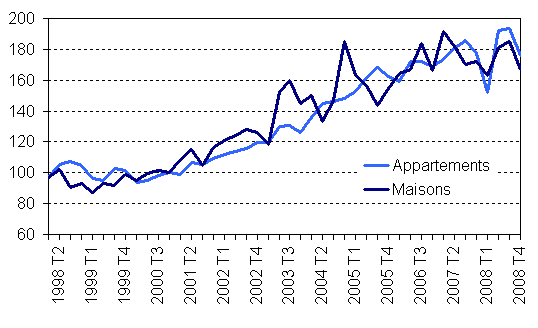 200
180
160
140
120
100
80
60
Appartements
Maisons
1998 T2
1999 T1
1999 T4
2000 T3
2001 T2
2002 T1
2002 T4
2003 T3
2004 T2
2005 T1
2005 T4
2006 T3
2007 T2
2008 T1
2008 T4